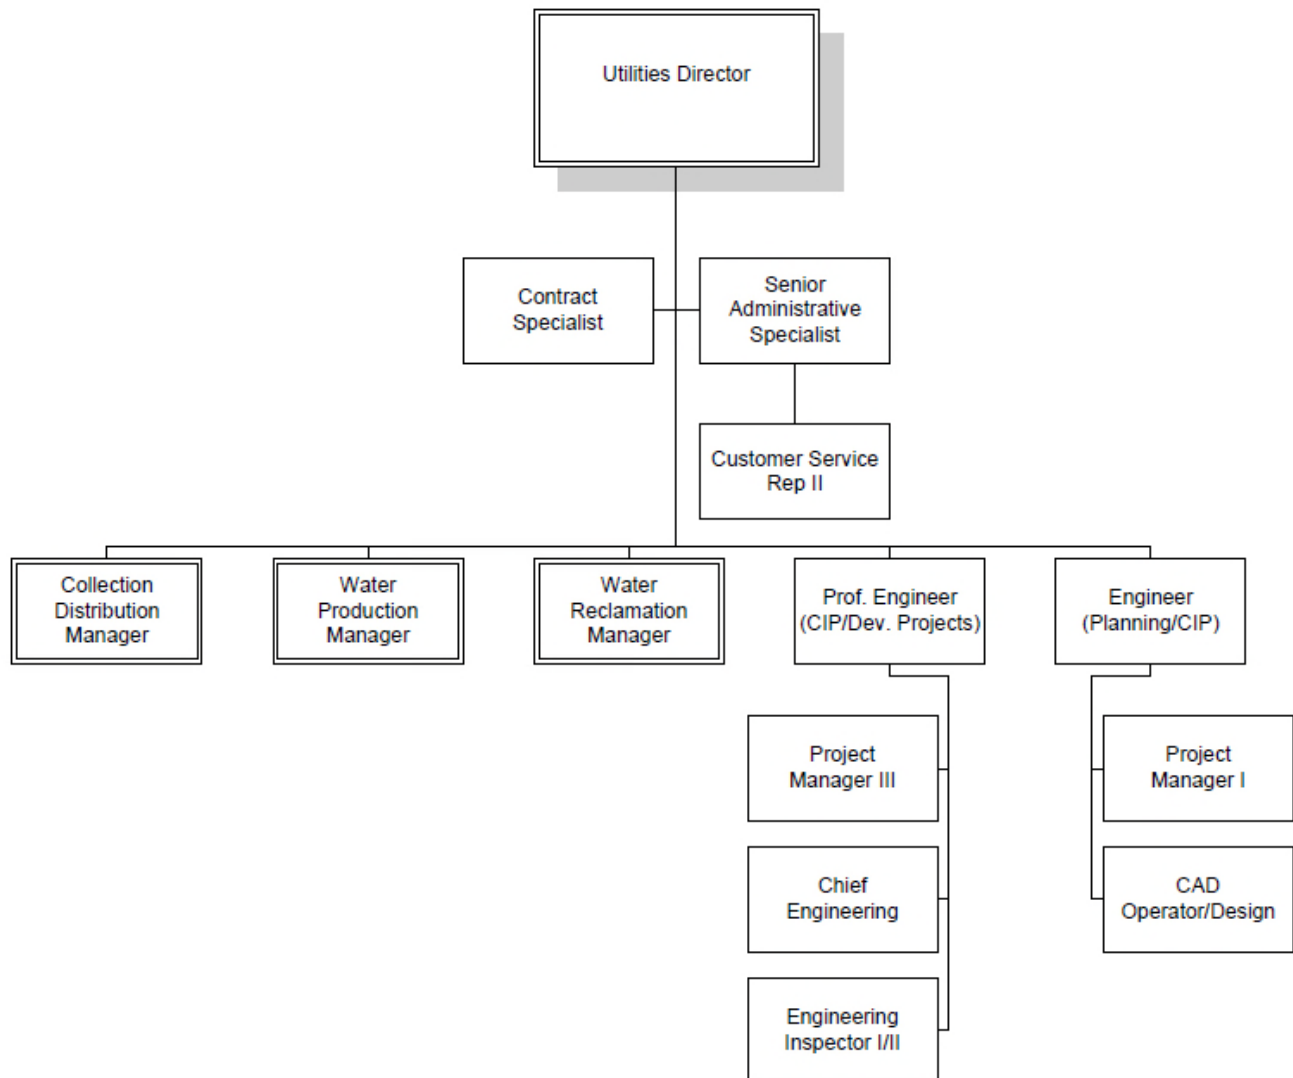 Utilities Director
Contract
Specialist
Senior
Administrative
Specialist
Customer Service
Rep II
Collection
Distribution
Manager
Water
Production
Manager
Water
Reclamation
Manager
Prof. Engineer
(CIP/Dev. Projects)
Engineer
(Planning/CIP)
Project
Manager III
Project
Manager I
Chief
Engineering
CAD
Operator/Design
Engineering
Inspector I/II